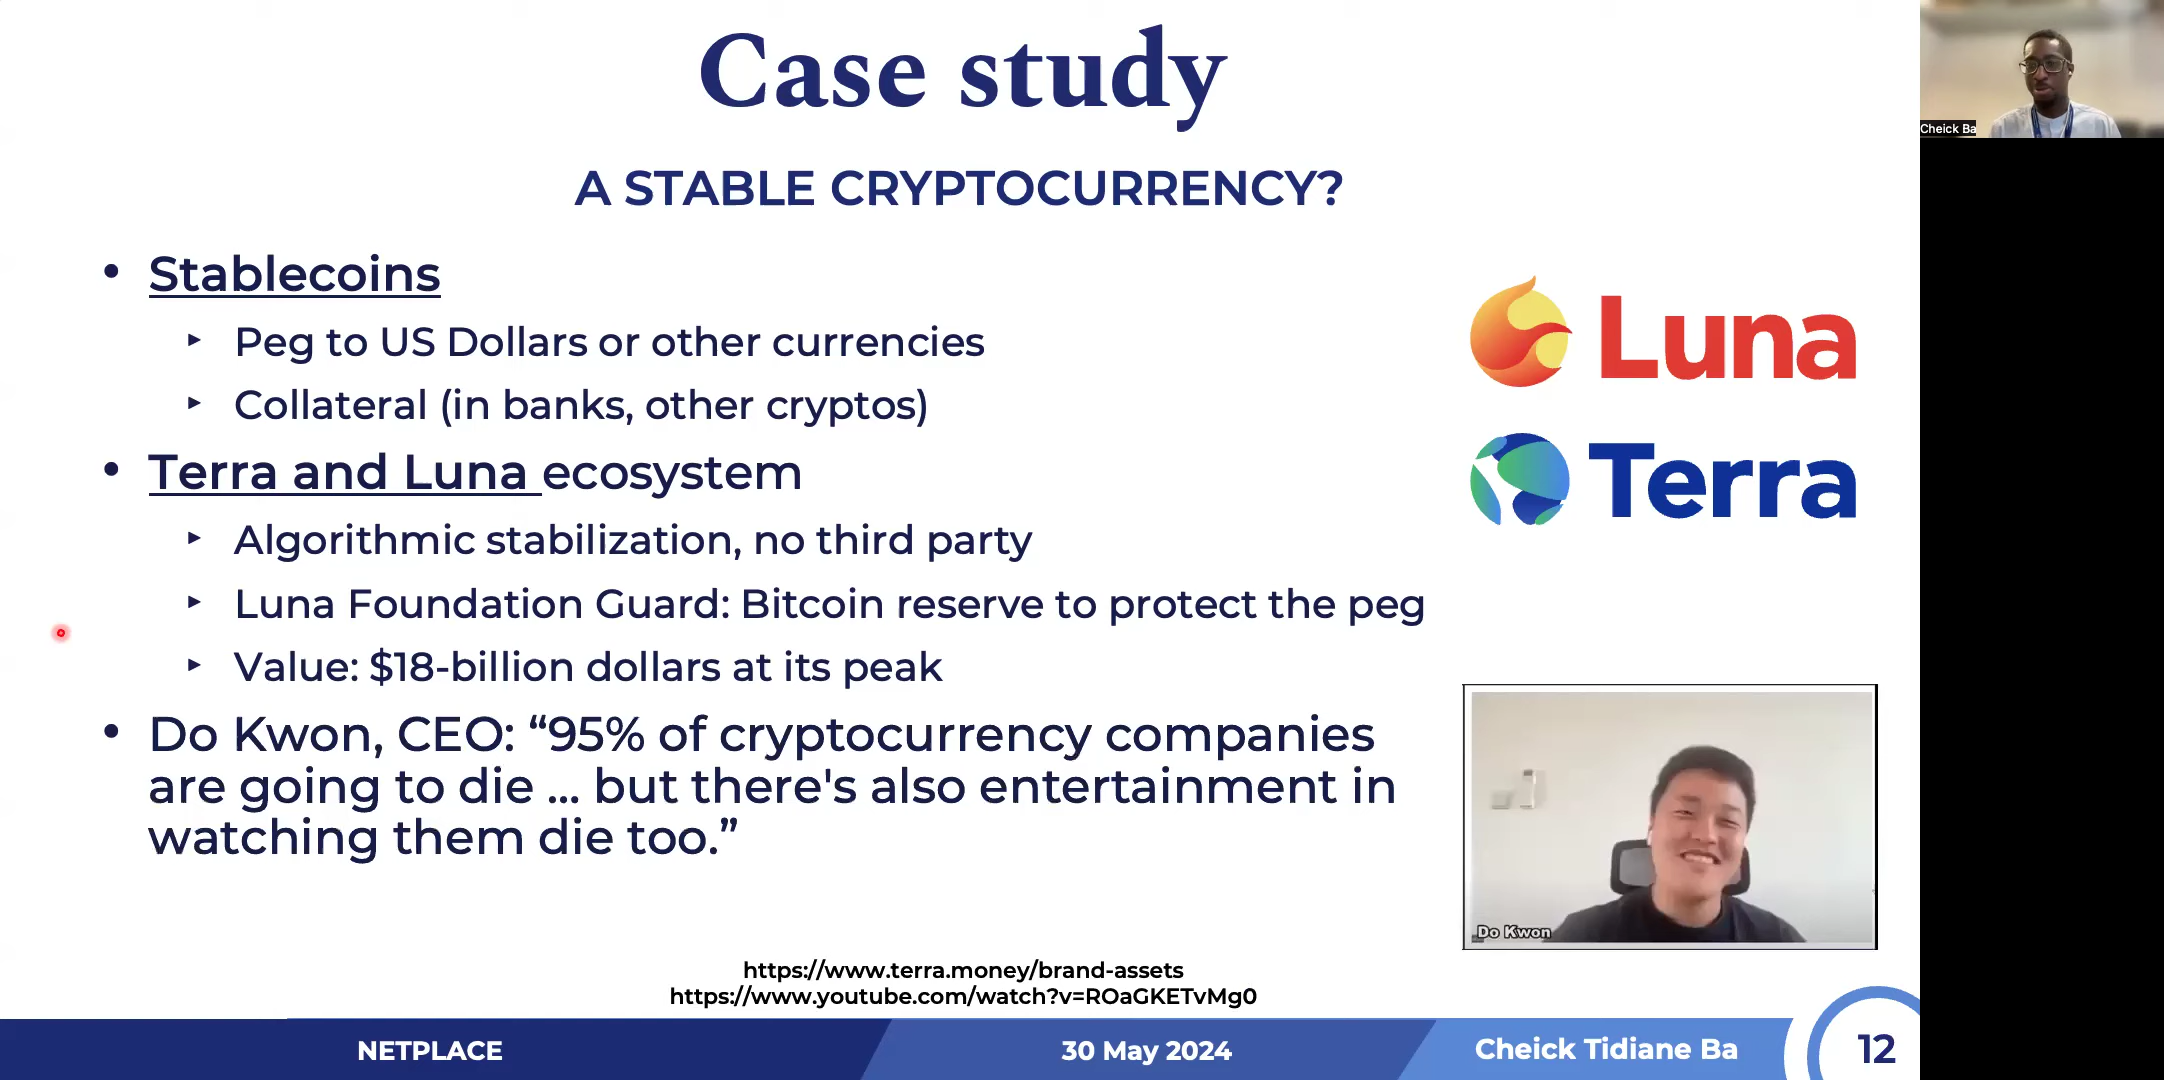 Case study
A STABLE CRYPTOCURRENCY?
• Stablecoins
‣ Peg to US Dollars or other currencies
‣ Collateral (in banks, other cryptos)
• Terra and Luna ecosystem
‣ Algorithmic stabilization, no third party
‣ Luna Foundation Guard: Bitcoin reserve to protect the peg
‣ Value: $18-billion dollars at its peak
• Do Kwon, CEO: “95% of cryptocurrency companies
are going to die ... but there's also entertainment in
watching them die too.”
Luna
Terra
Do Kwon
https://www.terra.money/brand-assets
https://www.youtube.com/watch?v=ROaGKETvMg0
NETPLACE
30 May 2024
Cheick Tidiane Ba
12
Cheick Ba